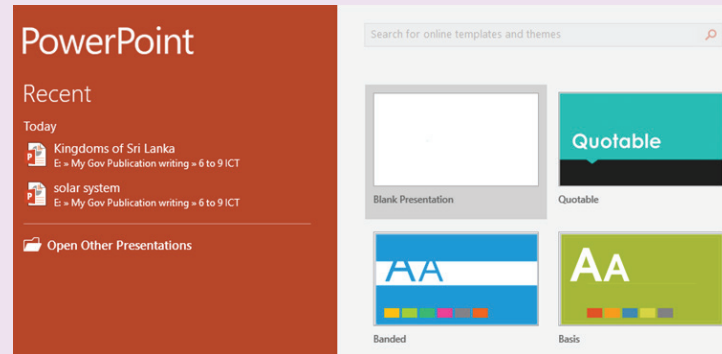 PowerPoint
Recent
Today
Kingdoms of Sri Lanka
E: » My Gov Publication writing » 6 to 9 ICT
solar system
E: » My Gov Publication writing » 6 to 9 ICT
Open Other Presentations
Search for online templates and themes
Blank Presentation
Quotable
Quotable
AA
Banded
AA
Basis